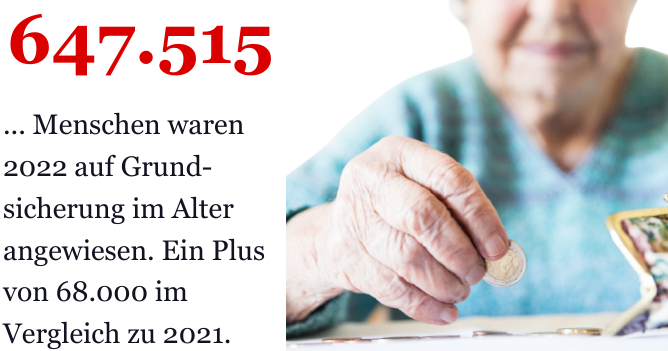 647.515
... Menschen waren
2022 auf Grund-
sicherung im Alter
angewiesen. Ein Plus
von 68.000 im
Vergleich zu 2021.